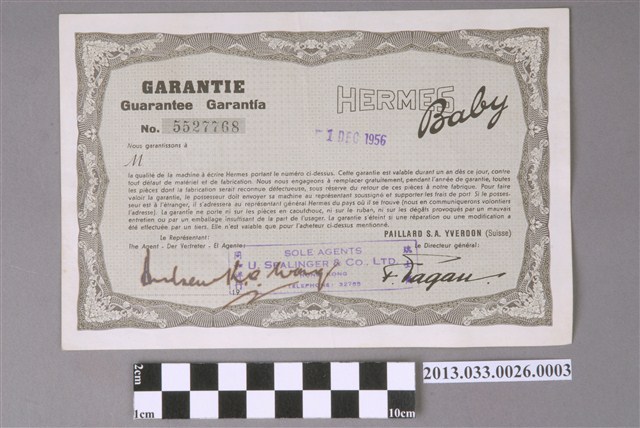 GARANTIE
Guarantee Garantía
No. 5527768
HERMES
Baby
1 DEC 1956
Nous garantissons à
M
la qualité de la machine à écrire Hermes portant le numéro ci-dessus. Cette garantie est valable durant un an dès ce jour, contre
tout défaut de matériel et de fabrication. Nous nous engageons à remplacer gratuitement, pendant l'année de garantie, toutes
les pièces dont la fabrication serait reconnue défectueuse, sous réserve du retour de ces pièces à notre fabrique. Pour faire
valoir la garantie, le possesseur doit envoyer sa machine au représentant soussigné et supporter les frais de port. Si le posses-
seur est à l'étranger, il s'adressera au représentant général Hermes du pays où il se trouve (nous en communiquerons volontiers
l'adresse). La garantie ne porte ni sur les pièces en caoutchouc, ni sur le ruban, ni sur les dégâts provoqués par un mauvais
entretien ou par un emballage insuffisant de la part de l'usager. La garantie s'éteint si une réparation ou une modification a
été effectuée par un tiers. Elle n'est valable que pour l'acheteur ci-dessus mentionné.
PAILLARD S.A. YVERDON (Suisse)
Le Représentant:
The Agent - Der Vertreter - El Agente
Le Directeur général:
SOLE AGENTS
U. SPALINGER & CO., LTD.
HONG KONG
TELEPHONE:
2cm
1cm
10cm
2013.033.0026.0003